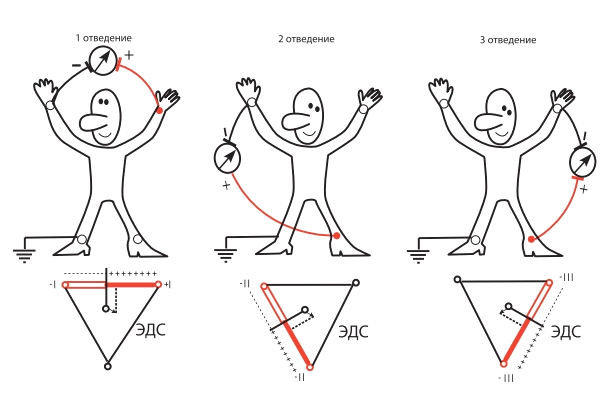 1 отведение
2 отведение
3 отведение
− +
− +
− +
- I +I
ЭДС
-II
ЭДС
-II
-III
ЭДС
- III